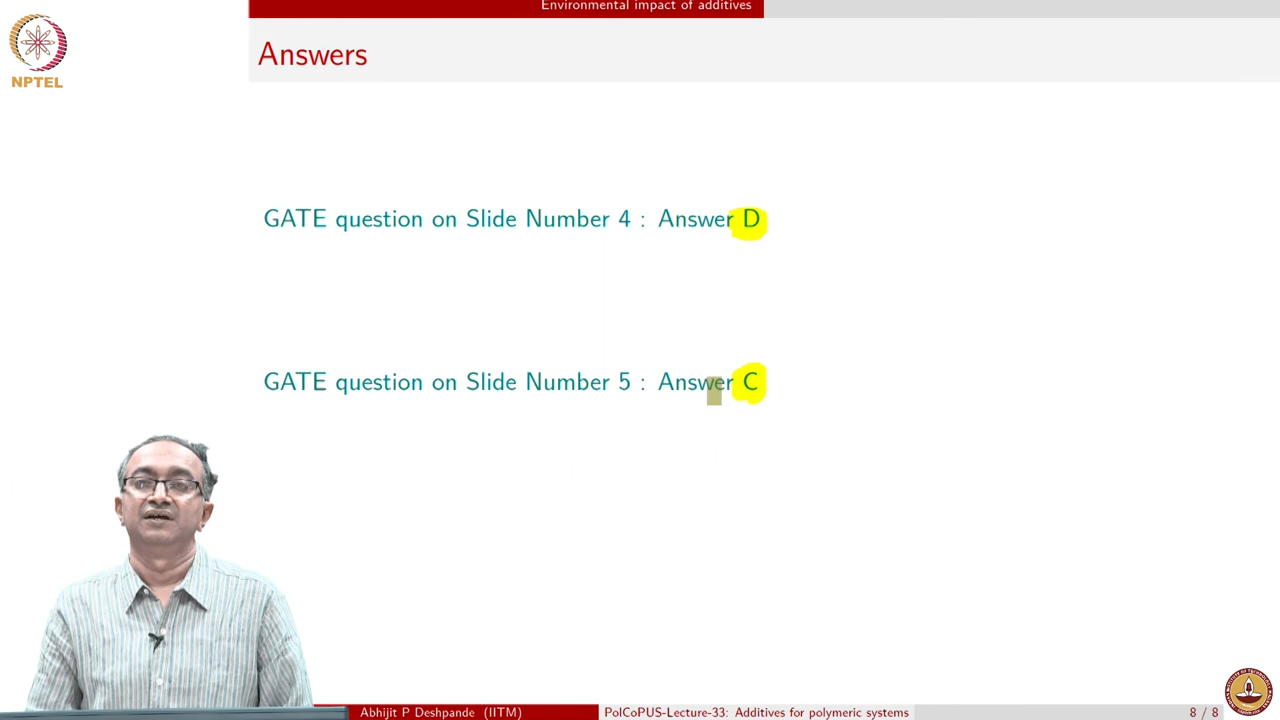 Environmental impact of additives
NPTEL
Answers
GATE question on Slide Number 4 : Answer D
GATE question on Slide Number 5 : Answer C
Abhijit P Deshpande (IITM)
PolCoPUS-Lecture-33: Additives for polymeric systems
8 / 8